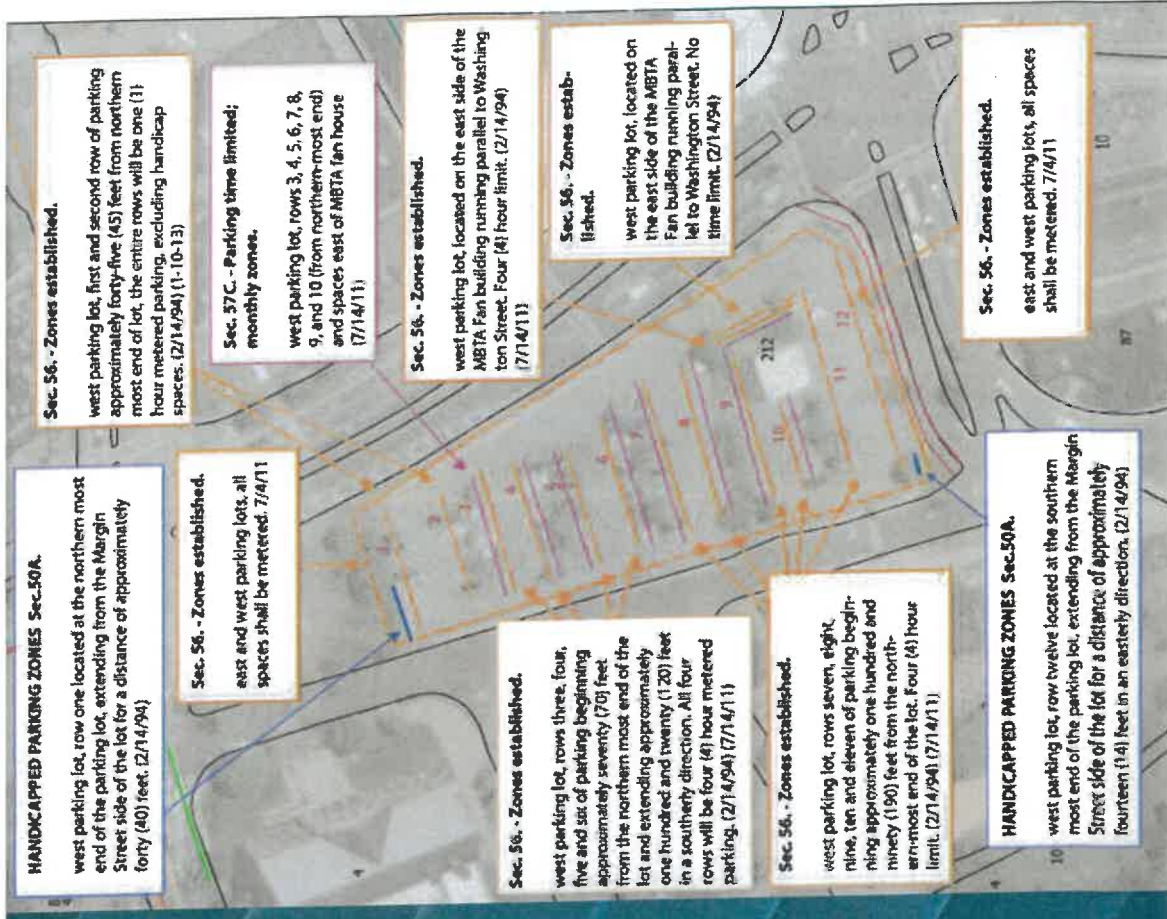 HANDICAPPED PARKING ZONES Sec.50A.
west parking lot, row one located at the northern most
end of the parking lot, extending from the Margin
Street side of the lot for a distance of approximately
forty (40) feet. (2/14/94)
Sec. 56. - Zones established.
west parking lot, first and second row of parking
approximately forty-five (45) feet from northern
most end of lot, the entire rows will be one (1)
hour metered parking, excluding handicap
spaces. (2/14/94) (1-10-13)
Sec. 56. - Zones established.
east and west parking lots, all
spaces shall be metered. 7/4/11
Sec. 57C. - Parking time limited;
monthly zones.
west parking lot, rows 3, 4, 5, 6, 7, 8,
9, and 10 (from northern-most end)
and spaces east of MBTA fan house
(7/14/11)
Sec. 56. - Zones established.
west parking lot, located on the east side of the
MBTA Fan building running parallel to Washing
ton Street. Four (4) hour limit. (2/14/94)
(7/14/11)
Sec. 56. - Zones estab-
lished.
west parking lot, located on
the east side of the MBTA
Fan building running paral-
lel to Washington Street. No
time limit. (2/14/94)
Sec. 56. - Zones established.
west parking lot, rows three, four,
five and six of parking beginning
approximately seventy (70) feet
from the northern most end of the
lot and extending approximately
one hundred and twenty (120) feet
in a southerly direction. All four
rows will be four (4) hour metered
parking. (2/14/94) (7/14/11)
Sec. 56. - Zones established.
west parking lot, rows seven, eight,
nine, ten and eleven of parking begin-
ning approximately one hundred and
ninety (190) feet from the north-
ern-most end of the lot. Four (4) hour
limit. (2/14/94) (7/14/11)
Sec. 56. - Zones established.
east and west parking lots, all spaces
shall be metered. 7/4/11
HANDICAPPED PARKING ZONES Sec.50A.
west parking lot, row twelve located at the southern
most end of the parking lot, extending from the Margin
Street side of the lot for a distance of approximately
fourteen (14) feet in an easterly direction. (2/14/94)
2
3
4
6
7
8
9
10
11
12
212
4
4
10
10
87